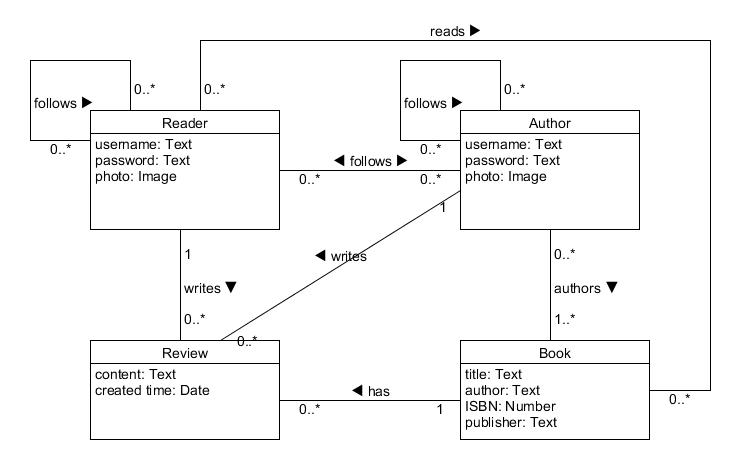 reads ▶
follows ▶
0..*
0..*
0..*
follows ▶
0..*
0..*
Reader
username: Text
password: Text
photo: Image
Author
username: Text
password: Text
photo: Image
◀ follows ▶
0..*
0..*
1
writes ▼
0..*
1
◀ writes
0..*
0..*
authors ▼
1..*
Review
content: Text
created time: Date
◀ has
0..*
1
Book
title: Text
author: Text
ISBN: Number
publisher: Text
0..*